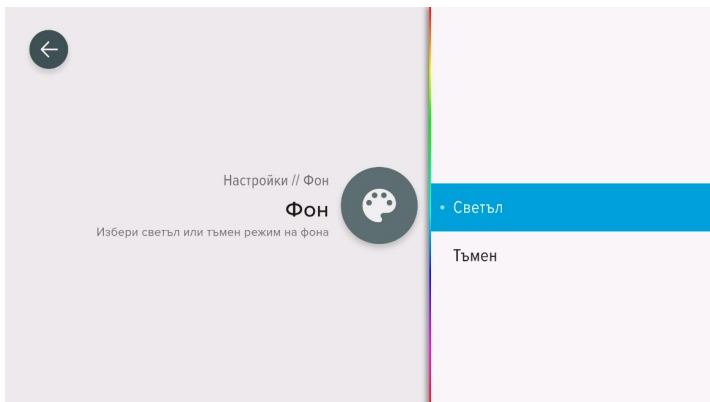 Настройки // Фон
Фон
Избери светъл или тъмен режим на фона
Светъл
Тъмен